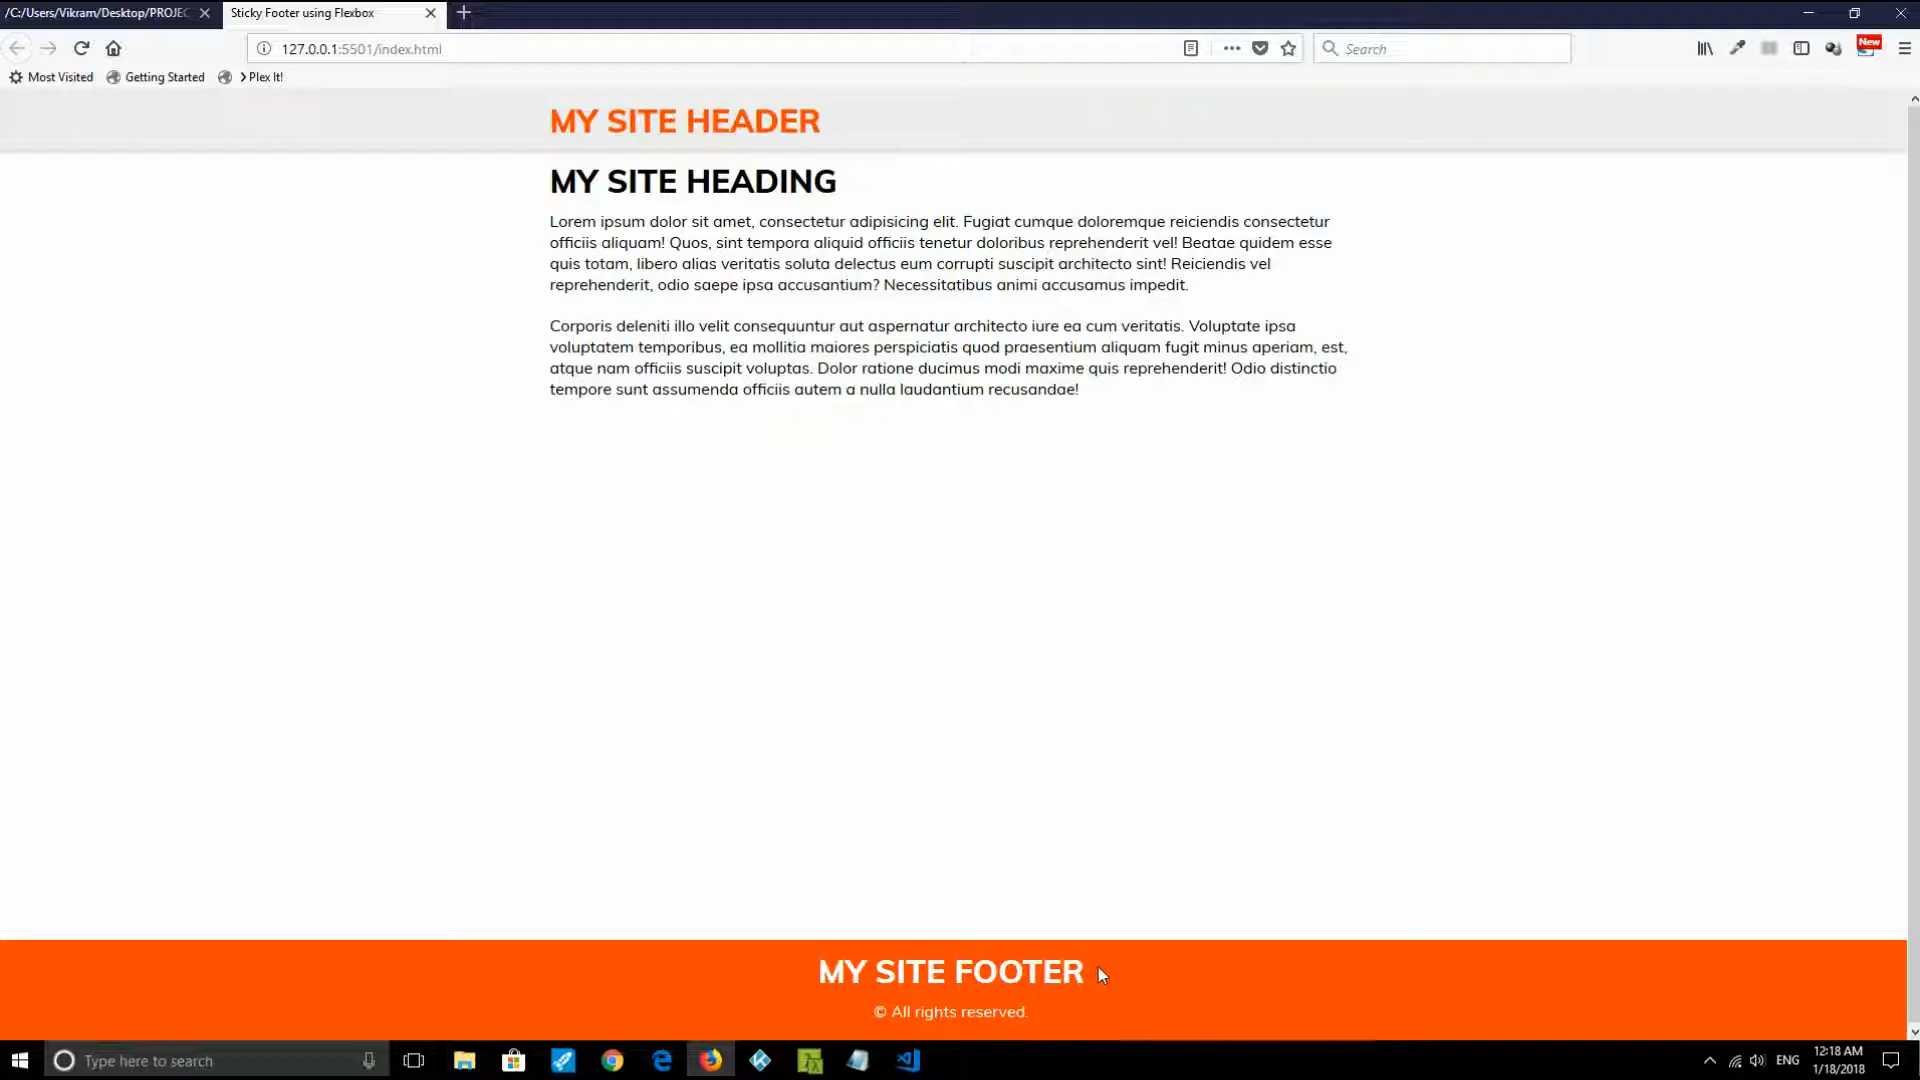 /C:/Users/Vikram/Desktop/PROJEC
Sticky Footer using Flexbox
127.0.0.1:5501/index.html
Search
New
Most Visited
Getting Started
Plex It!
MY SITE HEADER
MY SITE HEADING
Lorem ipsum dolor sit amet, consectetur adipisicing elit. Fugiat cumque doloremque reiciendis consectetur
officiis aliquam! Quos, sint tempora aliquid officiis tenetur doloribus reprehenderit vel! Beatae quidem esse
quis totam, libero alias veritatis soluta delectus eum corrupti suscipit architecto sint! Reiciendis vel
reprehenderit, odio saepe ipsa accusantium? Necessitatibus animi accusamus impedit.
Corporis deleniti illo velit consequuntur aut aspernatur architecto iure ea cum veritatis. Voluptate ipsa
voluptatem temporibus, ea mollitia maiores perspiciatis quod praesentium aliquam fugit minus aperiam, est,
atque nam officiis suscipit voluptas. Dolor ratione ducimus modi maxime quis reprehenderit! Odio distinctio
tempore sunt assumenda officiis autem a nulla laudantium recusandae!
MY SITE FOOTER
© All rights reserved.
Type here to search
ENG
12:18 AM
1/18/2018